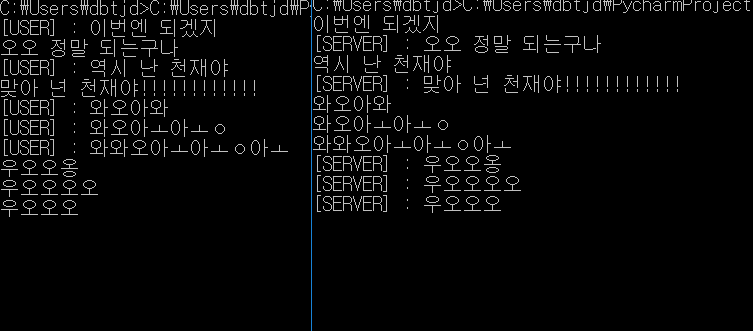 C:\Users\dbtjd>C:\Users\dbtjd\P
[USER] : 이번엔 되겠지
오오 정말 되는구나
[USER] : 역시 난 천재야
맞아 넌 천재야!!!!!!!!!!!!
[USER] : 와오아와
[USER] : 와오아ㅗ아ㅗㅇ
[USER] : 와와오아ㅗ아ㅗㅇ아ㅗ
우오오옹
우오오오오
우오오오
C:\Users\dbtjd>C:\Users\dbtjd\PycharmProject
이번엔 되겠지
[SERVER] : 오오 정말 되는구나
역시 난 천재야
[SERVER] : 맞아 넌 천재야!!!!!!!!!!!!
와오아와
와오아ㅗ아ㅗㅇ
와와오아ㅗ아ㅗㅇ아ㅗ
[SERVER] : 우오오옹
[SERVER] : 우오오오오
[SERVER] : 우오오오